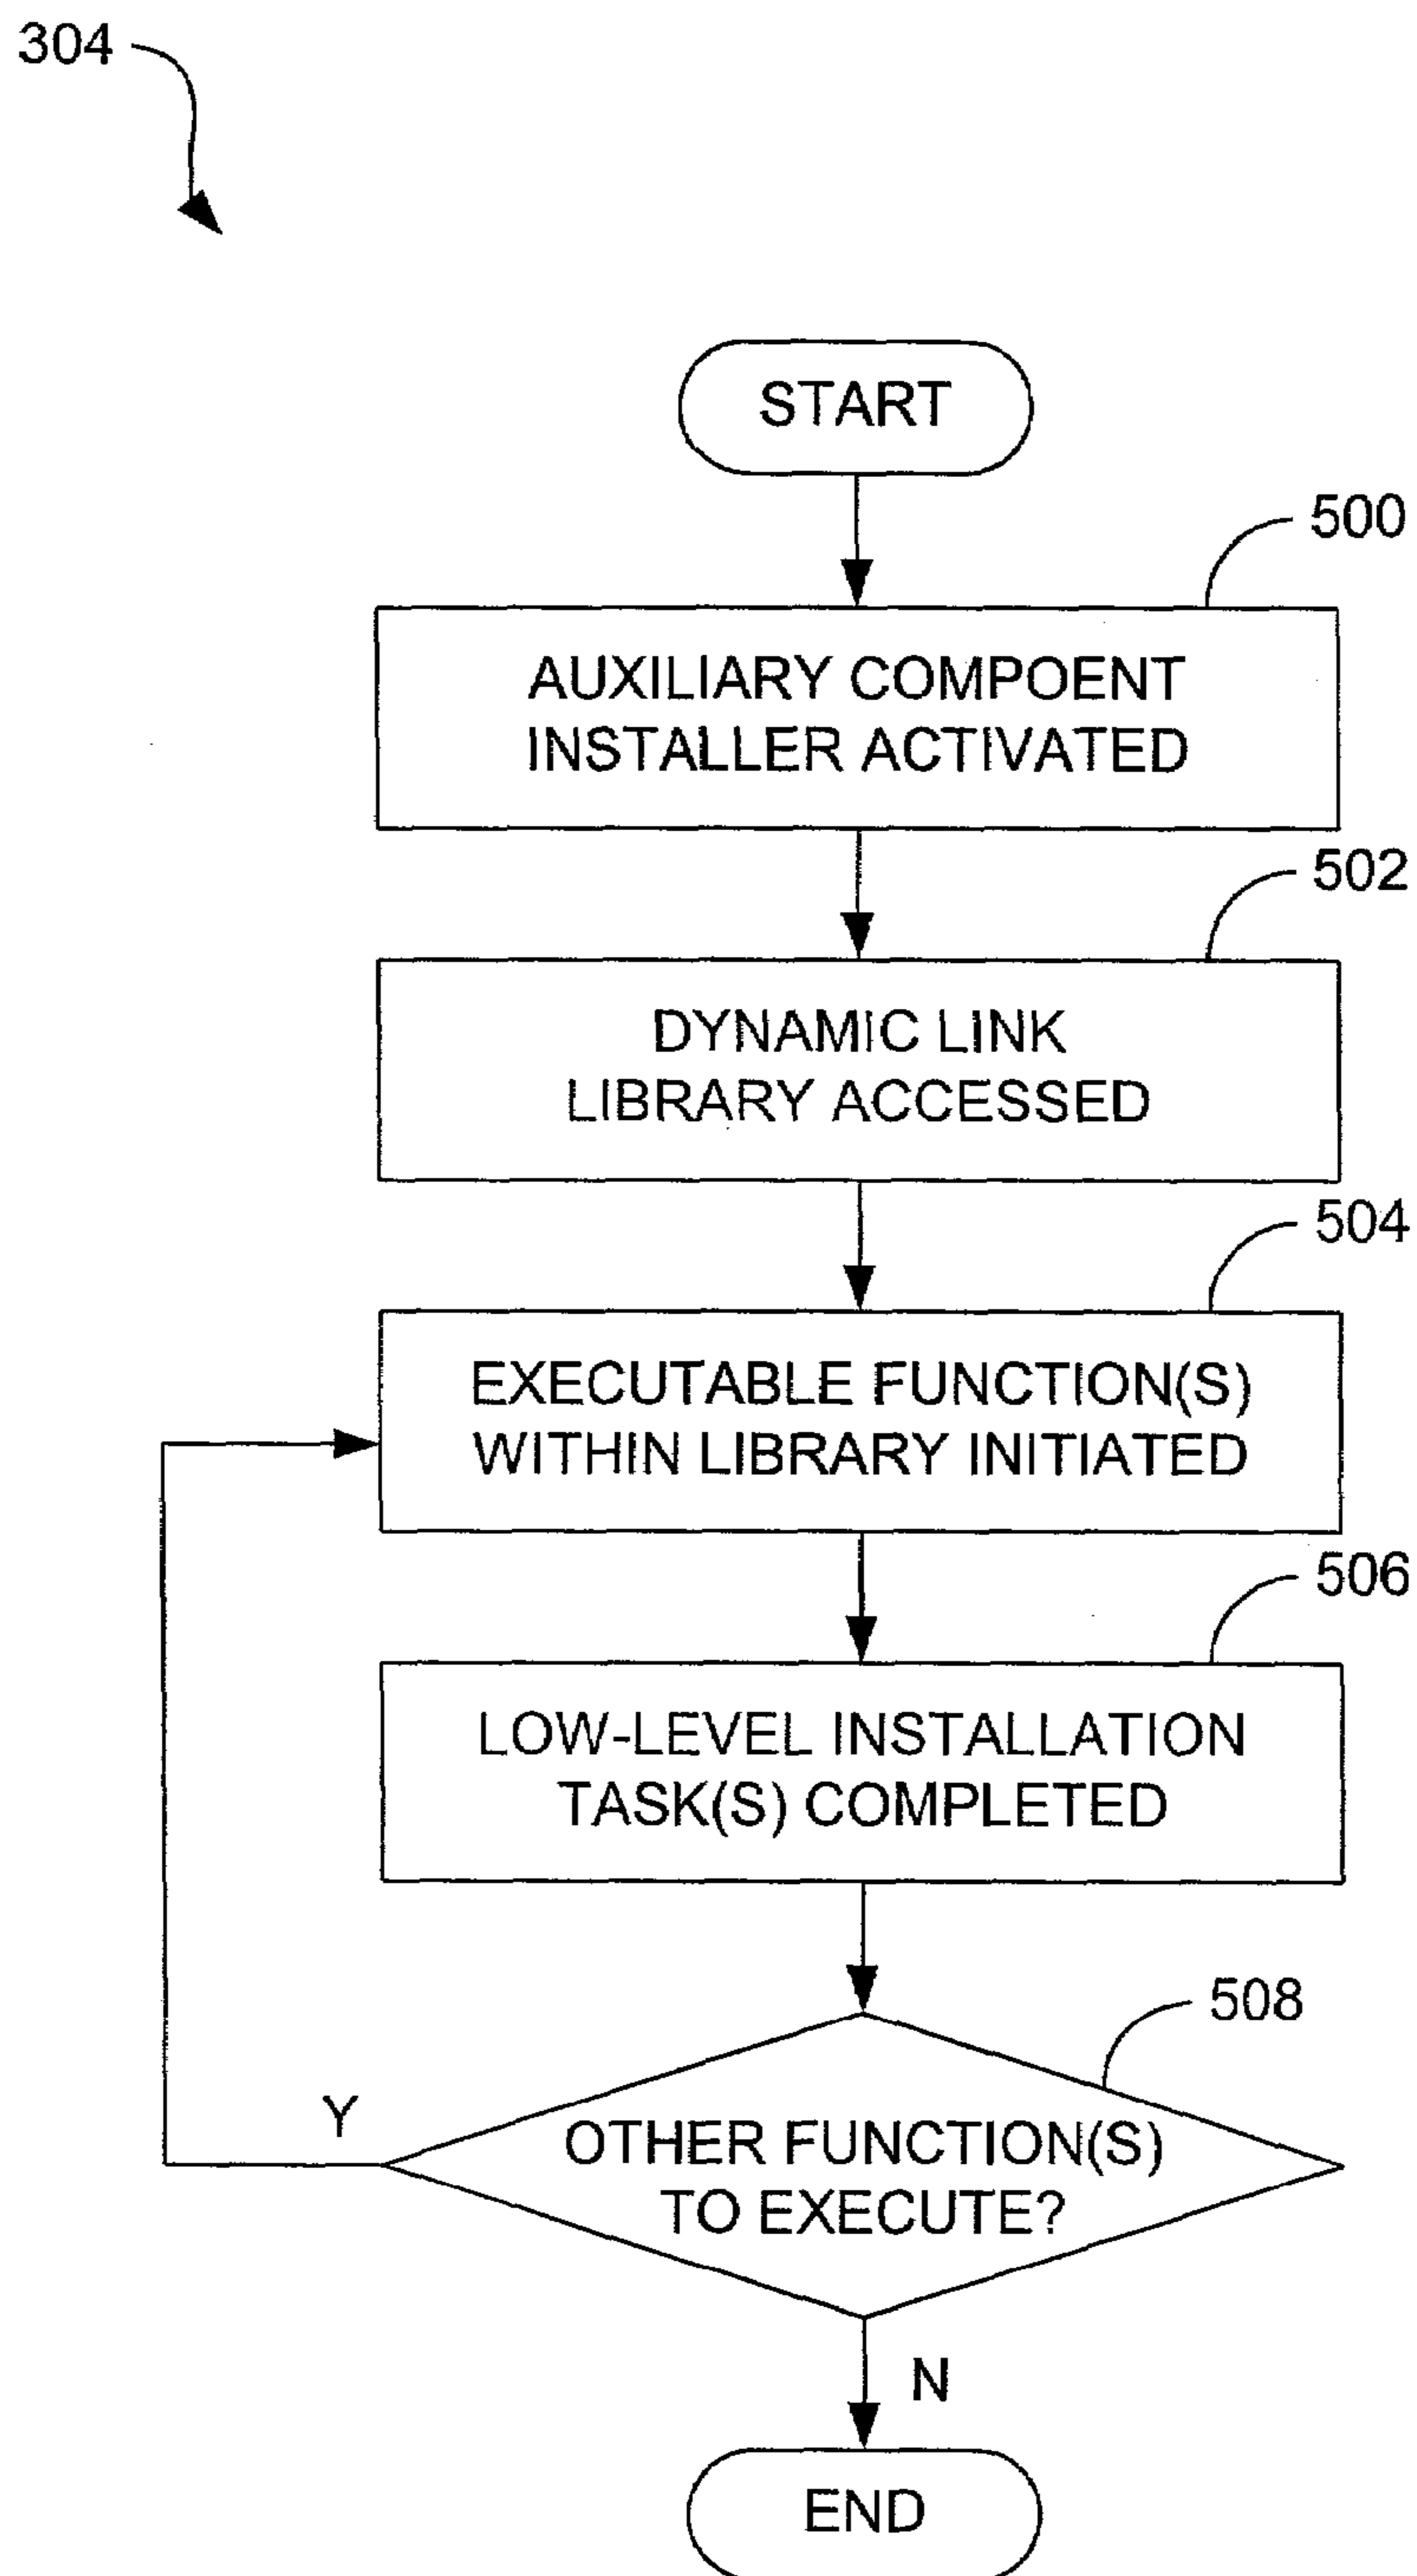 304
START
500
AUXILIARY COMPOENT
INSTALLER ACTIVATED
502
DYNAMIC LINK
LIBRARY ACCESSED
504
EXECUTABLE FUNCTION(S)
WITHIN LIBRARY INITIATED
506
LOW-LEVEL INSTALLATION
TASK(S) COMPLETED
508
Y
OTHER FUNCTION(S)
TO EXECUTE?
N
END